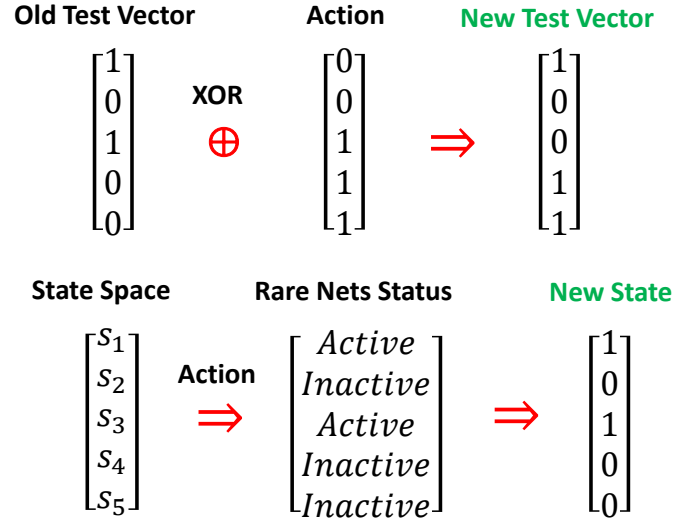 Old Test Vector Action New Test Vector
1 0 1
0 XOR 0 0
1 ⊕ 1 ⇒ 0
0 1 1
0 1 1
State Space Rare Nets Status New State
s₁ Active 1
s₂ Action Inactive 0
s₃ ⇒ Active ⇒ 1
s₄ Inactive 0
s₅ Inactive 0